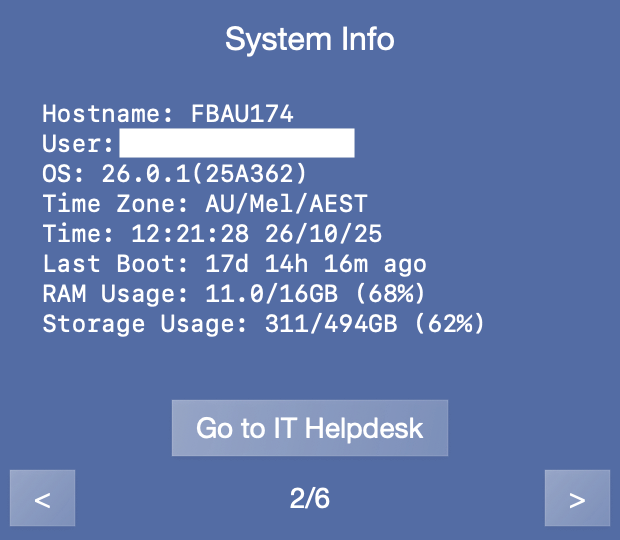 System Info
Hostname: FBAU174
User:
OS: 26.0.1(25A362)
Time Zone: AU/Mel/AEST
Time: 12:21:28 26/10/25
Last Boot: 17d 14h 16m ago
RAM Usage: 11.0/16GB (68%)
Storage Usage: 311/494GB (62%)
Go to IT Helpdesk
< 2/6 >